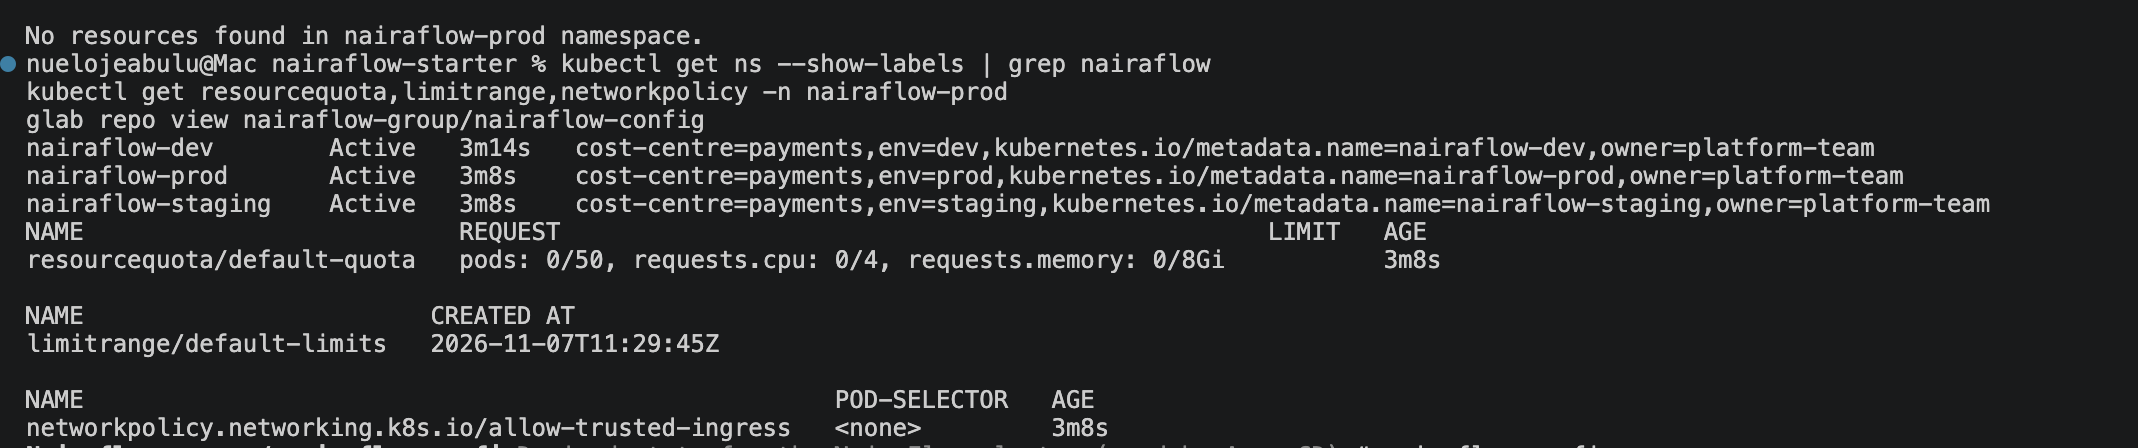 No resources found in nairaflow-prod namespace.
nuelojeabulu@Mac nairaflow-starter % kubectl get ns --show-labels | grep nairaflow
kubectl get resourcequota,limitrange,networkpolicy -n nairaflow-prod
glab repo view nairaflow-group/nairaflow-config
nairaflow-dev        Active   3m14s   cost-centre=payments,env=dev,kubernetes.io/metadata.name=nairaflow-dev,owner=platform-team
nairaflow-prod       Active   3m8s    cost-centre=payments,env=prod,kubernetes.io/metadata.name=nairaflow-prod,owner=platform-team
nairaflow-staging    Active   3m8s    cost-centre=payments,env=staging,kubernetes.io/metadata.name=nairaflow-staging,owner=platform-team
NAME                          REQUEST                                                 LIMIT   AGE
resourcequota/default-quota   pods: 0/50, requests.cpu: 0/4, requests.memory: 0/8Gi           3m8s
NAME                        CREATED AT
limitrange/default-limits   2026-11-07T11:29:45Z
NAME                                                    POD-SELECTOR   AGE
networkpolicy.networking.k8s.io/allow-trusted-ingress   <none>         3m8s